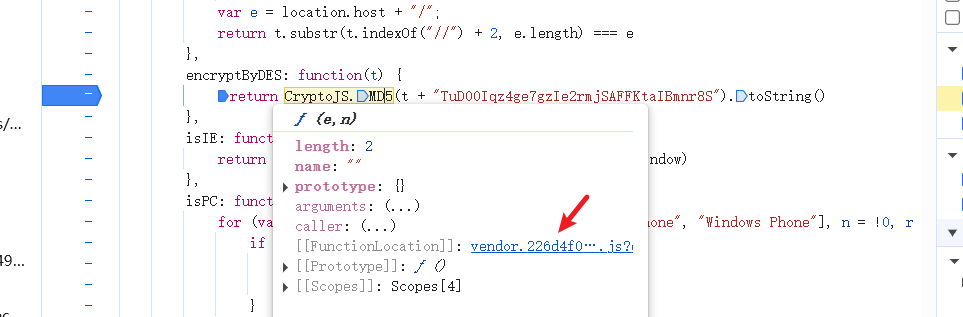 var e = location.host + "/";
return t.substr(t.indexOf("//") + 2, e.length) === e
},
encryptByDES: function(t) {
return CryptoJS.MD5(t + "TuD00Iqz4ge7gzIe2rmjSAFFKtaIBmnr8S").toString()
},
isIE: funct
return
ndow)
},
isPC: funct
for (va
hone", "Windows Phone"], n = !0, r
if
}
ƒ (e,n)
length: 2
name: ""
prototype: {}
arguments: (...)
caller: (...)
[[FunctionLocation]]: vendor.226d4f0….js?
[[Prototype]]: ƒ ()
[[Scopes]]: Scopes[4]
s/...
49...